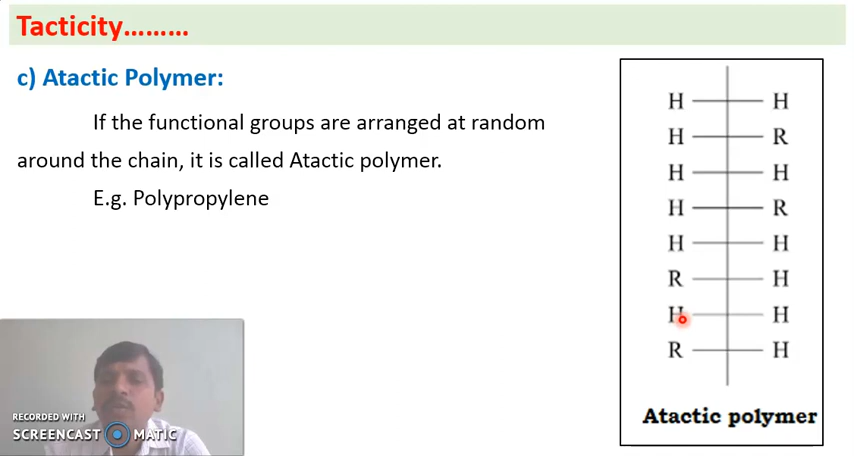 Tacticity.........
c) Atactic Polymer:
If the functional groups are arranged at random
around the chain, it is called Atactic polymer.
E.g. Polypropylene
H H
H R
H H
H R
H H
R H
H H
R H
Atactic polymer
RECORDED WITH
SCREENCAST MATIC